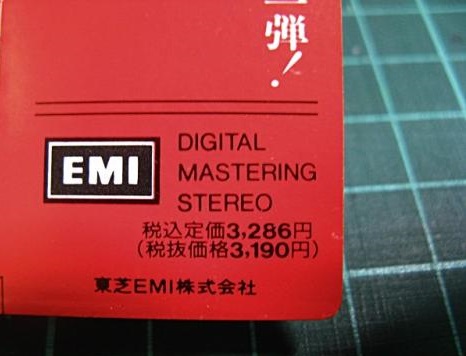 弾!
EMI
DIGITAL
MASTERING
STEREO
税込定価3,286円
(税抜価格3,190円)
東芝EMI株式会社